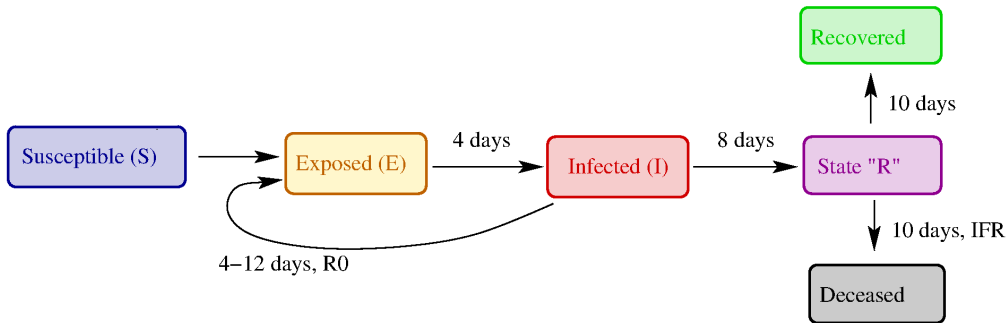 Recovered
10 days
Susceptible (S)
Exposed (E)
4 days
Infected (I)
8 days
State "R"
4−12 days, R0
10 days, IFR
Deceased